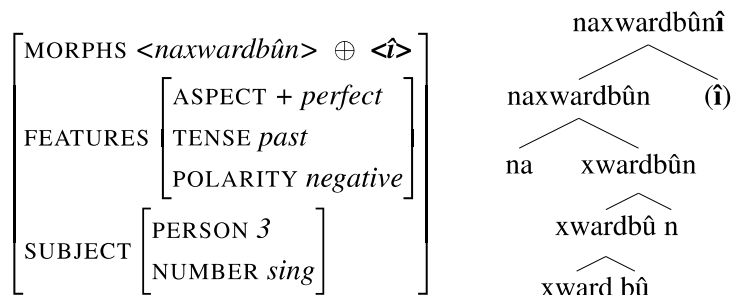 MORPHS <naxwardbûn> ⊕ <î>
FEATURES
ASPECT + perfect
TENSE past
POLARITY negative
SUBJECT
PERSON 3
NUMBER sing
naxwardbûnî
naxwardbûn (î)
na xwardbûn
xwardbû n
xward bû